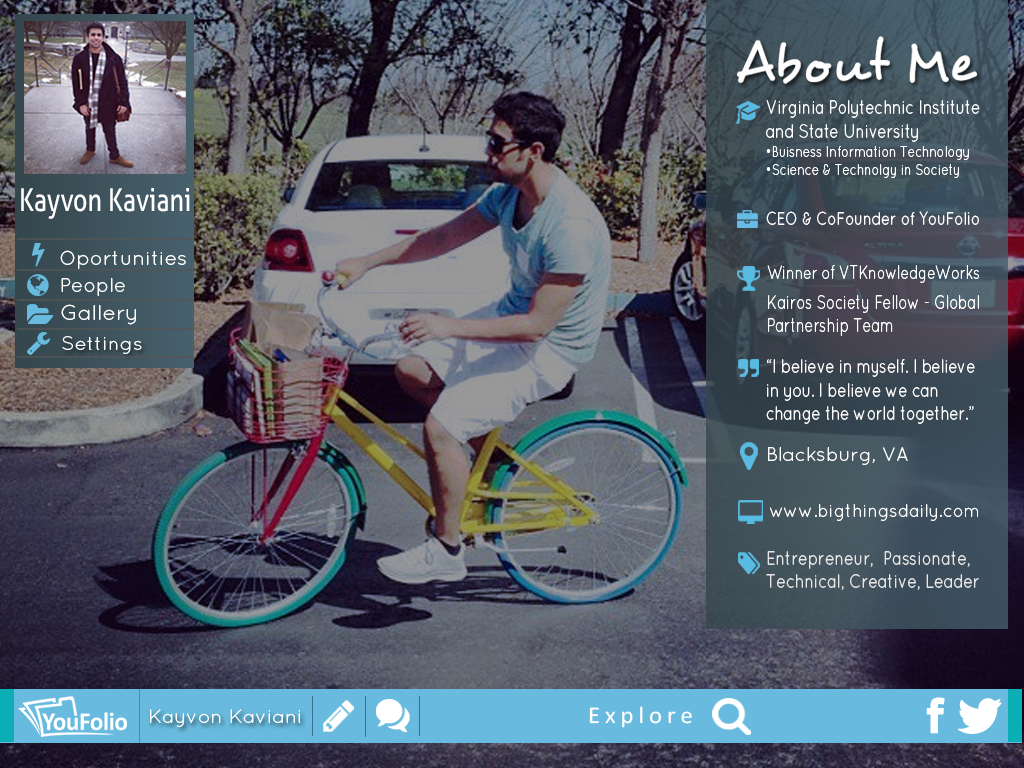 Kayvon Kaviani
Oportunities
People
Gallery
Settings
About Me
Virginia Polytechnic Institute
and State University
•Buisness Information Technology
•Science & Technolgy in Society
CEO & CoFounder of YouFolio
Winner of VTKnowledgeWorks
Kairos Society Fellow - Global
Partnership Team
“I believe in myself. I believe
in you. I believe we can
change the world together.”
Blacksburg, VA
www.bigthingsdaily.com
Entrepreneur, Passionate,
Technical, Creative, Leader
YouFolio
Kayvon Kaviani
Explore